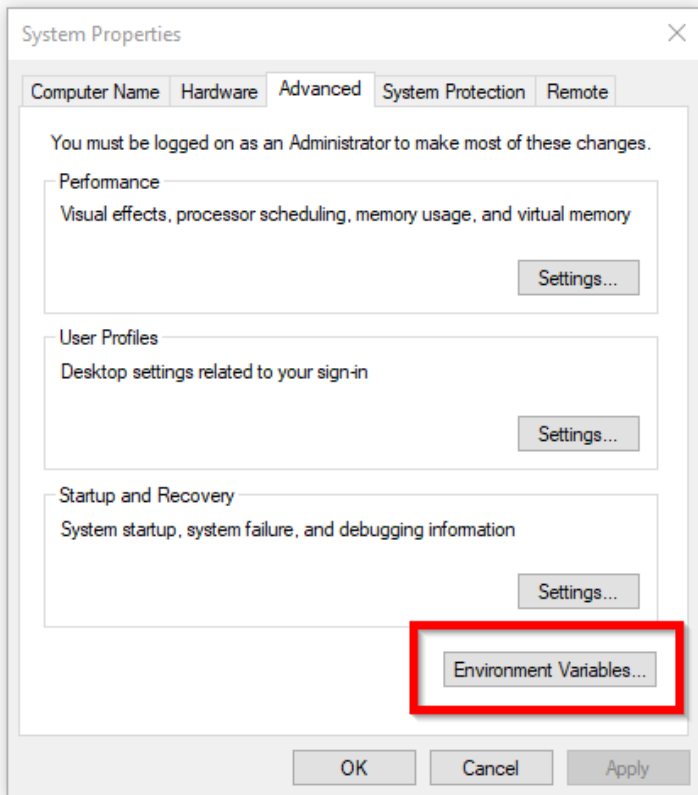 System Properties
Computer Name Hardware Advanced System Protection Remote
You must be logged on as an Administrator to make most of these changes.
Performance
Visual effects, processor scheduling, memory usage, and virtual memory
Settings...
User Profiles
Desktop settings related to your sign-in
Settings...
Startup and Recovery
System startup, system failure, and debugging information
Settings...
Environment Variables...
OK Cancel Apply